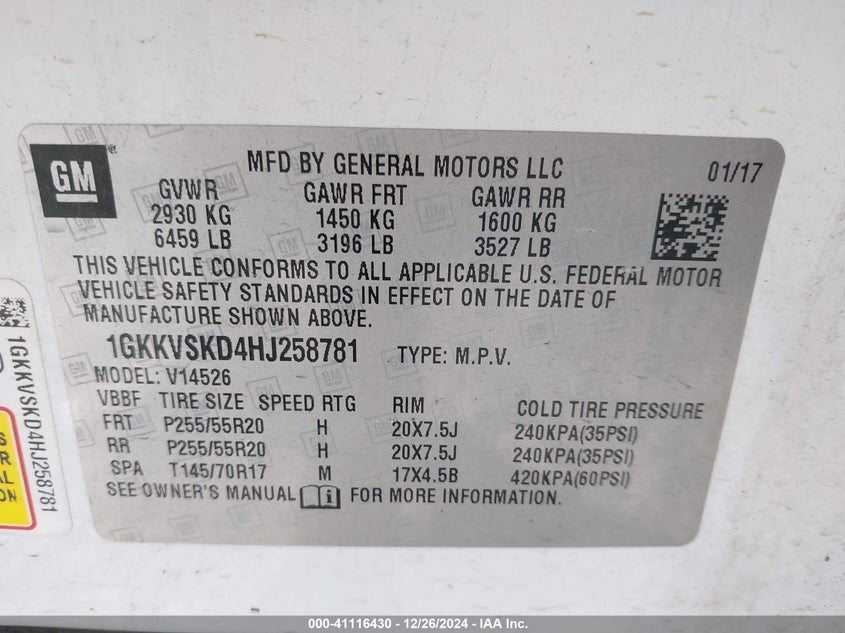 GM
MFD BY GENERAL MOTORS LLC 01/17
GVWR GAWR FRT GAWR RR
2930 KG 1450 KG 1600 KG
6459 LB 3196 LB 3527 LB
THIS VEHICLE CONFORMS TO ALL APPLICABLE U.S. FEDERAL MOTOR
VEHICLE SAFETY STANDARDS IN EFFECT ON THE DATE OF
MANUFACTURE SHOWN ABOVE.
1GKKVSKD4HJ258781 TYPE: M.P.V.
MODEL: V14526
VBBF TIRE SIZE SPEED RTG RIM COLD TIRE PRESSURE
FRT P255/55R20 H 20X7.5J 240KPA(35PSI)
RR P255/55R20 H 20X7.5J 240KPA(35PSI)
SPA T145/70R17 M 17X4.5B 420KPA(60PSI)
SEE OWNER'S MANUAL i FOR MORE INFORMATION.
1GKKVSKD4HJ258781
000-41116430 - 12/26/2024 - IAA Inc.